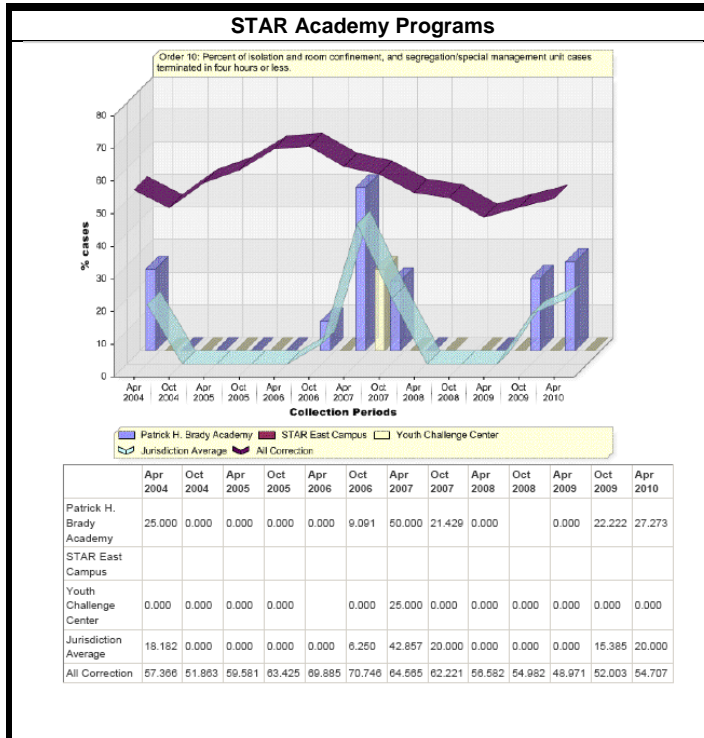 STAR Academy Programs
Order 10: Percent of isolation and room confinement, and segregation/special management unit cases
terminated in four hours or less.
80
70
60
50
40
30
20
10
0
% cases
Apr 2004 Oct 2004 Apr 2005 Oct 2005 Apr 2006 Oct 2006 Apr 2007 Oct 2007 Apr 2008 Oct 2008 Apr 2009 Oct 2009 Apr 2010
Collection Periods
Patrick H. Brady Academy STAR East Campus Youth Challenge Center
Jurisdiction Average All Correction
Apr 2004 Oct 2004 Apr 2005 Oct 2005 Apr 2006 Oct 2006 Apr 2007 Oct 2007 Apr 2008 Oct 2008 Apr 2009 Oct 2009 Apr 2010
Patrick H. Brady Academy 25.000 0.000 0.000 0.000 0.000 9.091 50.000 21.429 0.000 0.000 22.222 27.273
STAR East Campus
Youth Challenge Center 0.000 0.000 0.000 0.000 0.000 25.000 0.000 0.000 0.000 0.000 0.000 0.000
Jurisdiction Average 18.182 0.000 0.000 0.000 0.000 6.250 42.857 20.000 0.000 0.000 0.000 15.385 20.000
All Correction 57.366 51.863 59.581 63.425 69.885 70.746 64.565 62.221 56.582 54.982 48.971 52.003 54.707